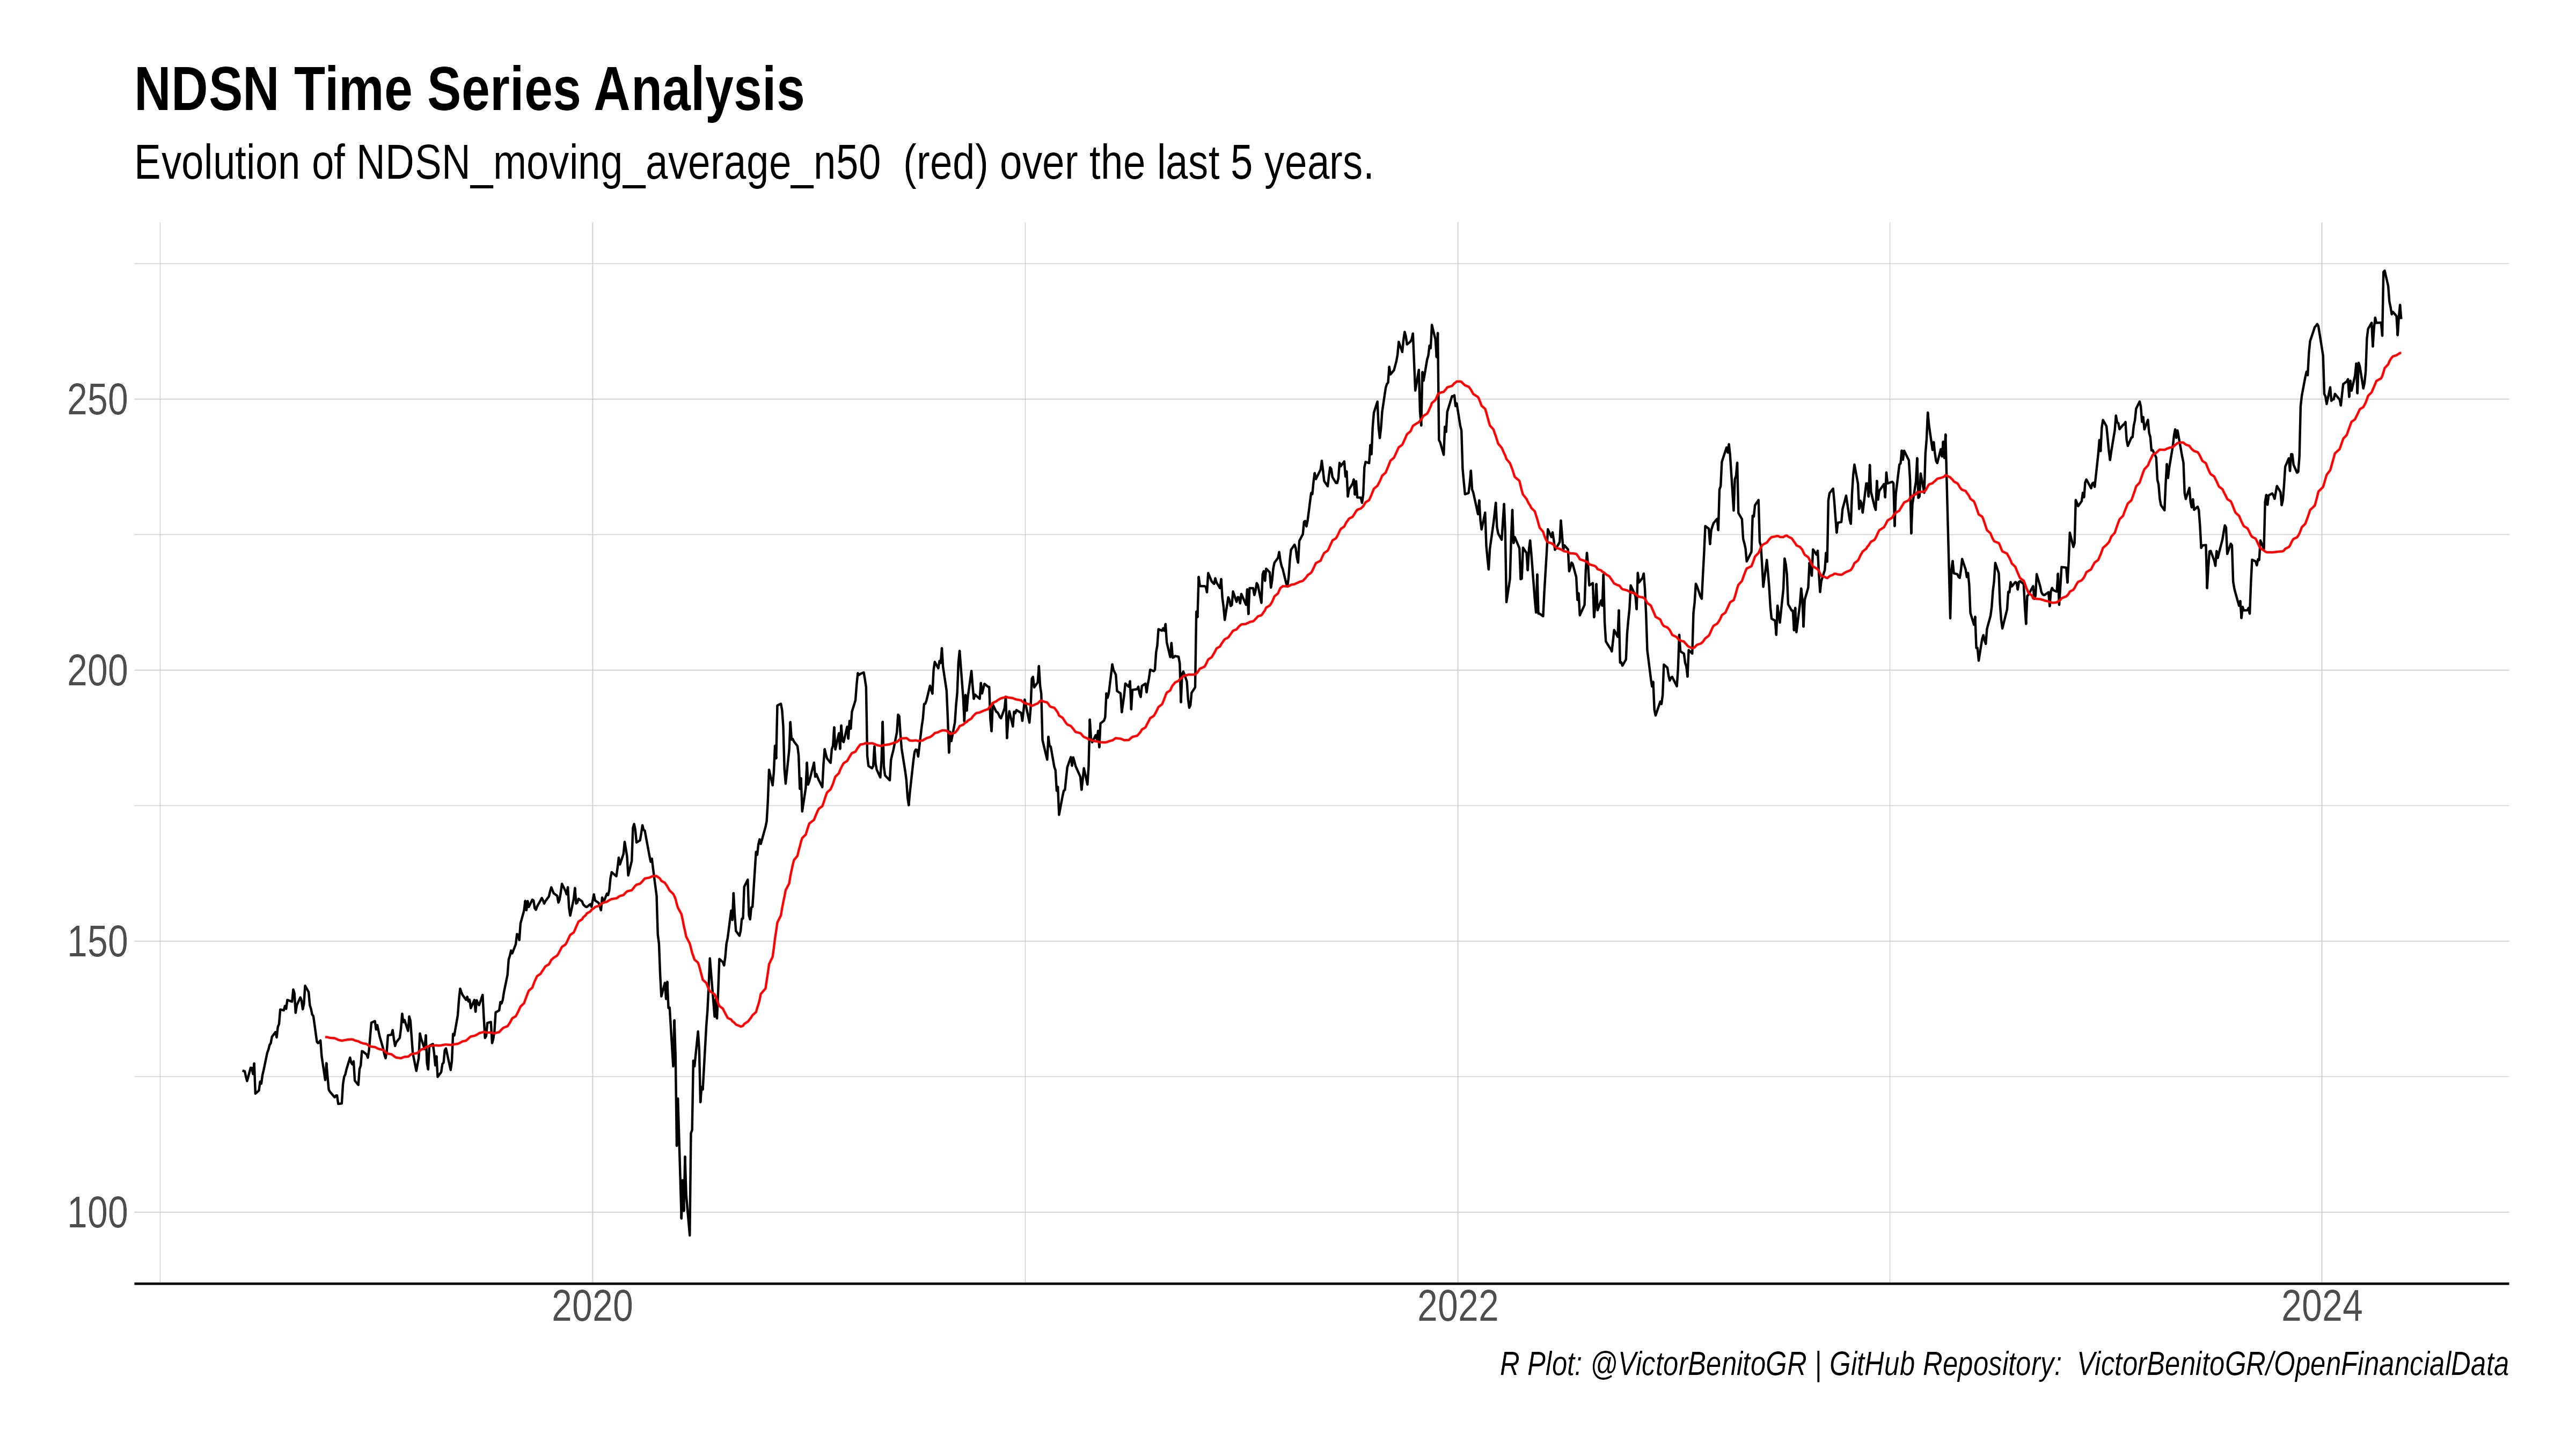 NDSN Time Series Analysis
Evolution of NDSN_moving_average_n50  (red) over the last 5 years.
250
200
150
100
2020 2022 2024
R Plot: @VictorBenitoGR | GitHub Repository:  VictorBenitoGR/OpenFinancialData